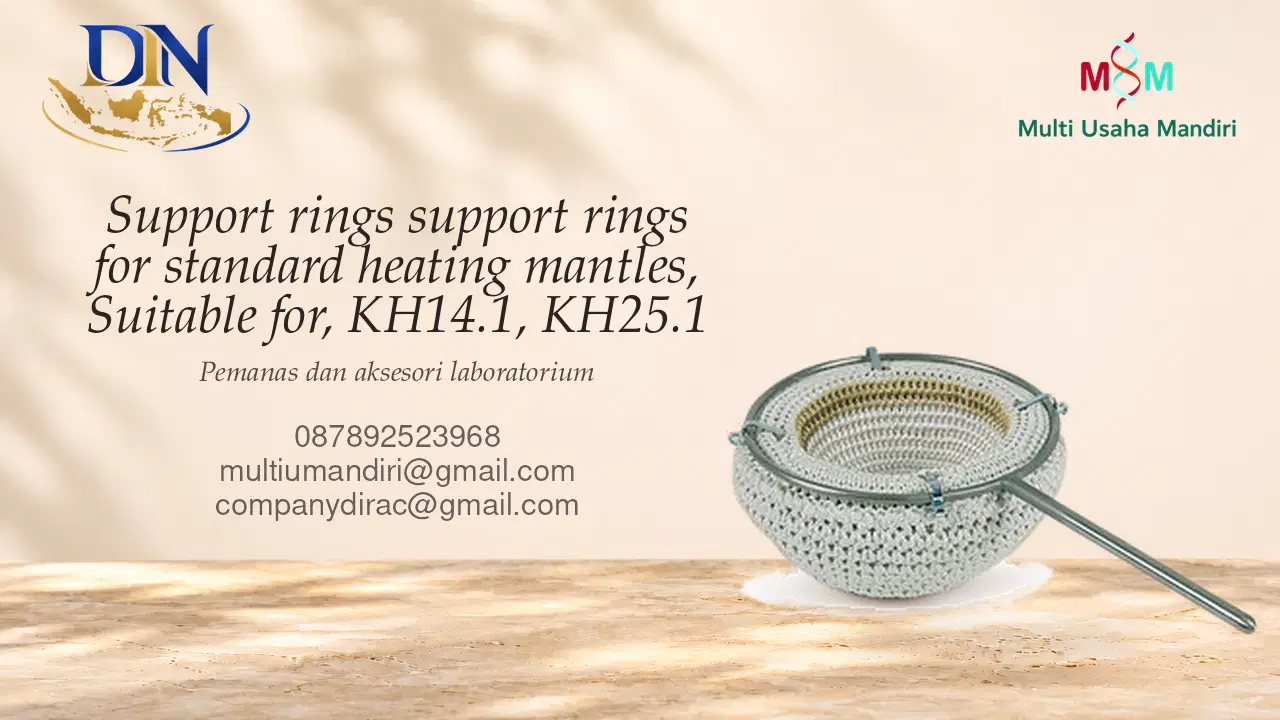 DN
M M
Multi Usaha Mandiri
Support rings support rings
for standard heating mantles,
Suitable for, KH14.1, KH25.1
Pemanas dan aksesori laboratorium
087892523968
multiumandiri@gmail.com
companydirac@gmail.com